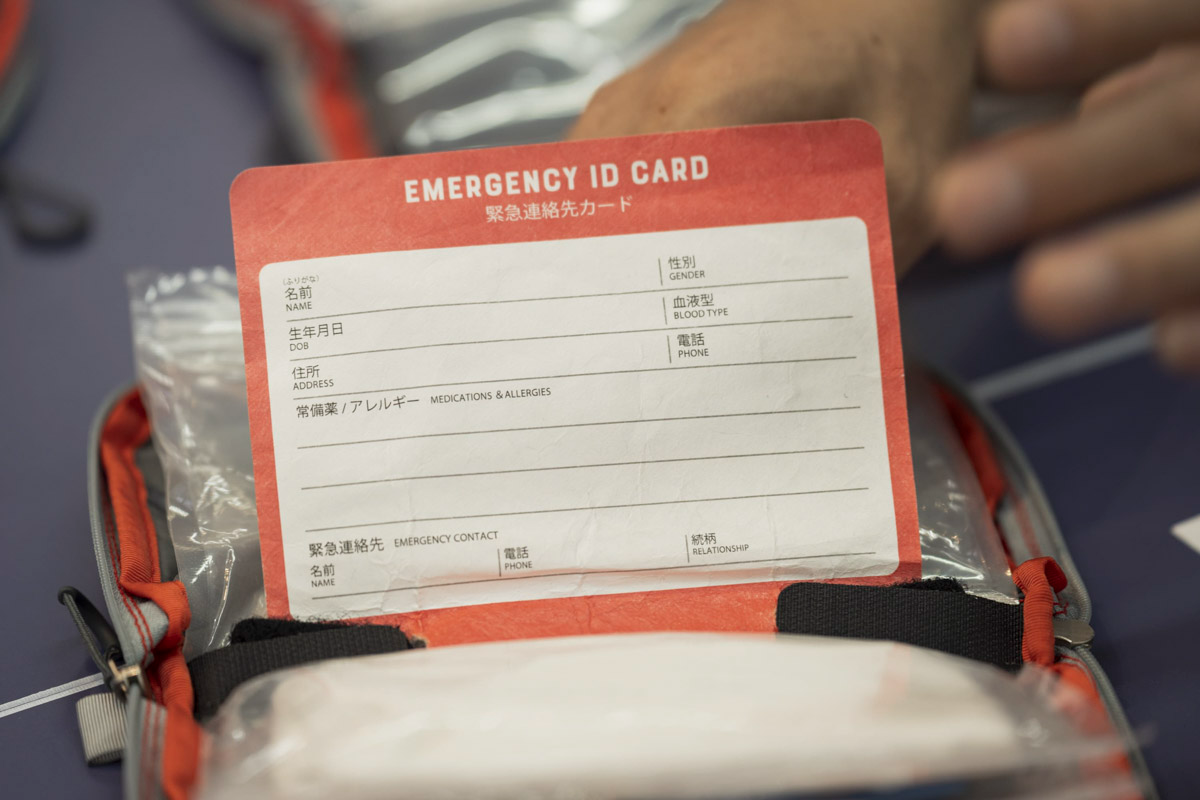 EMERGENCY ID CARD
緊急連絡先カード
(ふりがな)
名前
NAME
性別
GENDER
生年月日
DOB
血液型
BLOOD TYPE
住所
ADDRESS
電話
PHONE
常備薬 / アレルギー MEDICATIONS & ALLERGIES
緊急連絡先 EMERGENCY CONTACT
名前
NAME
電話
PHONE
続柄
RELATIONSHIP